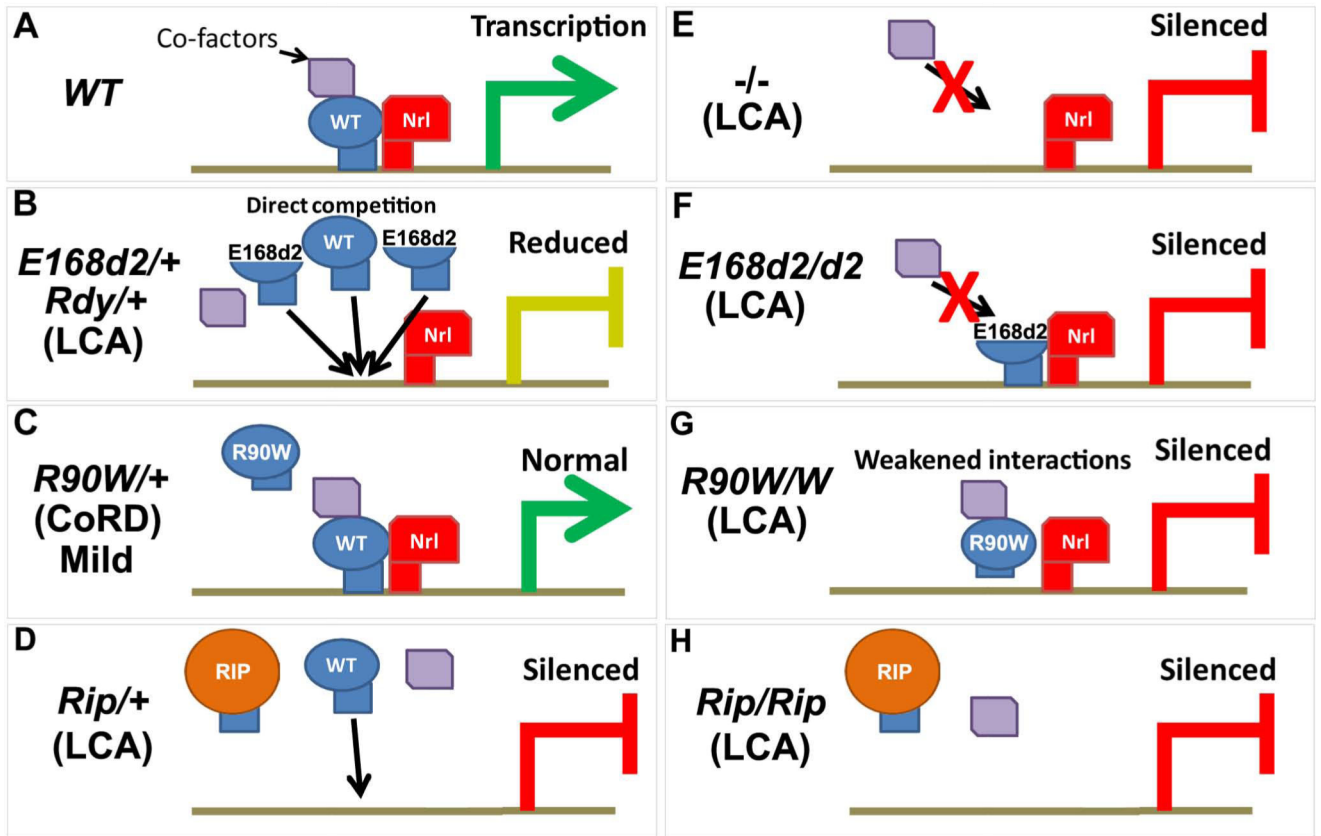 A
WT
Co-factors
WT
Nrl
Transcription
B
E168d2/+
Rdy/+
(LCA)
Direct competition
E168d2
WT
E168d2
Nrl
Reduced
C
R90W/+
(CoRD)
Mild
R90W
WT
Nrl
Normal
D
Rip/+
(LCA)
RIP
WT
Silenced
E
-/-
(LCA)
X
Nrl
Silenced
F
E168d2/d2
(LCA)
X
E168d2
Nrl
Silenced
G
R90W/W
(LCA)
Weakened interactions
R90W
Nrl
Silenced
H
Rip/Rip
(LCA)
RIP
Silenced